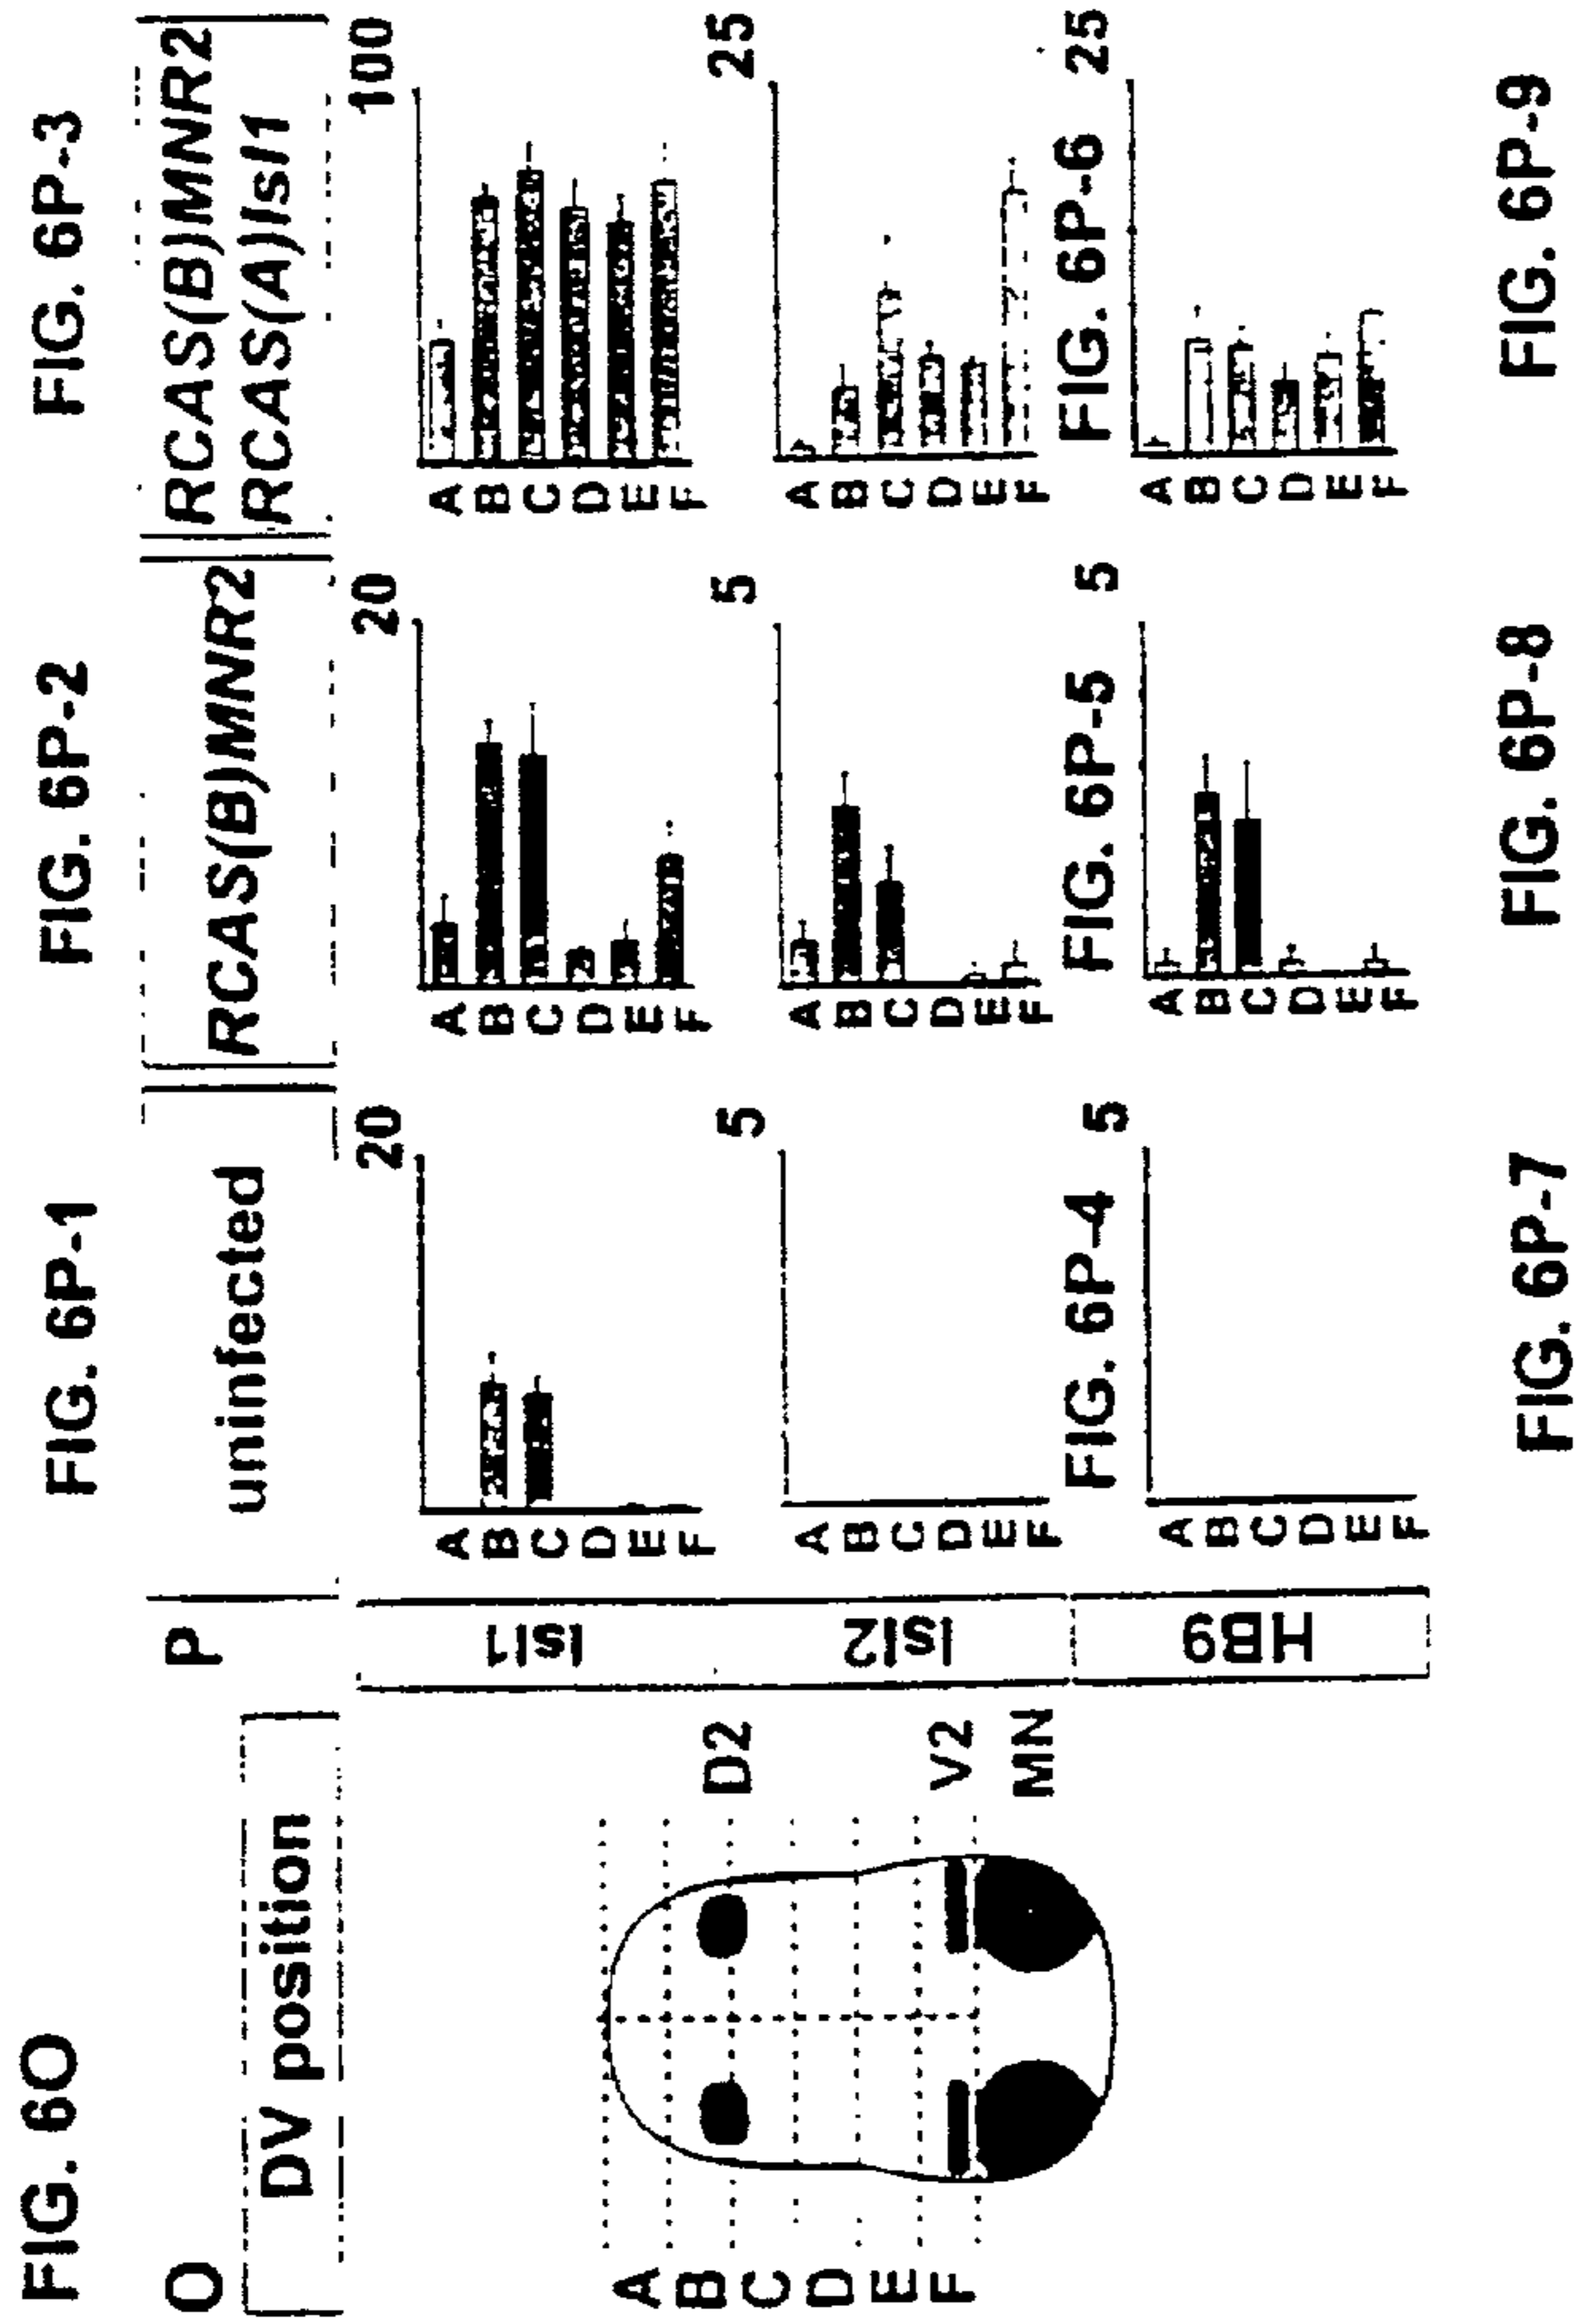 FIG. 6O
FIG. 6P-1
FIG. 6P-2
FIG. 6P-3
O
P
DV position
uninfected
RCAS(B)MNR2
RCAS(B)MNR2
RCAS(A)Isl1
A
B
C
D
E
F
D2
V2
MN
Isl1
A
B
C
D
E
F
20
A
B
C
D
E
F
20
A
B
C
D
E
F
100
Isl2
A
B
C
D
E
F
5
A
B
C
D
E
F
5
A
B
C
D
E
F
25
FIG. 6P-4
FIG. 6P-5
FIG. 6P-6
HB9
A
B
C
D
E
F
5
A
B
C
D
E
F
5
A
B
C
D
E
F
25
FIG. 6P-7
FIG. 6P-8
FIG. 6P-9